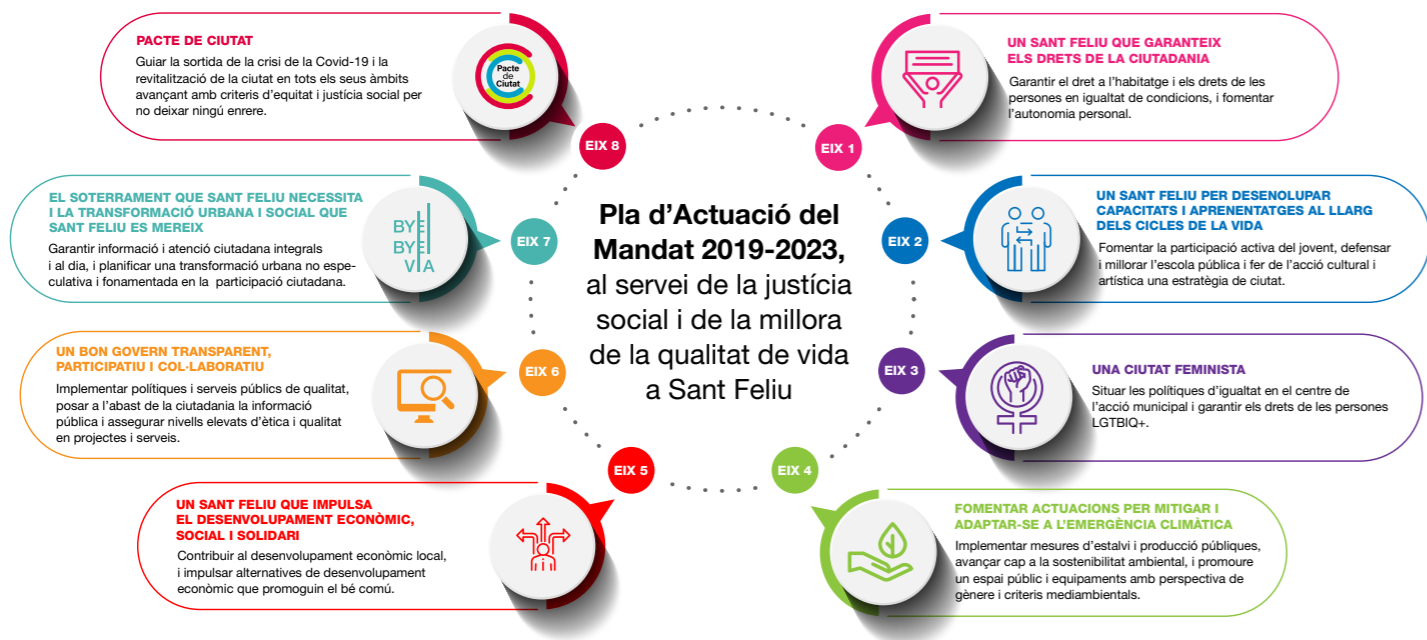 Pla d'Actuació del
Mandat 2019-2023,
al servei de la justícia
social i de la millora
de la qualitat de vida
a Sant Feliu
EIX 1
UN SANT FELIU QUE GARANTEIX
ELS DRETS DE LA CIUTADANIA
Garantir el dret a l'habitatge i els drets de les
persones en igualtat de condicions, i fomentar
l'autonomia personal.
EIX 2
UN SANT FELIU PER DESENOLUPAR
CAPACITATS I APRENENTATGES AL LLARG
DELS CICLES DE LA VIDA
Fomentar la participació activa del jovent, defensar
i millorar l'escola pública i fer de l'acció cultural i
artística una estratègia de ciutat.
EIX 3
UNA CIUTAT FEMINISTA
Situar les polítiques d'igualtat en el centre de
l'acció municipal i garantir els drets de les persones
LGTBIQ+.
EIX 4
FOMENTAR ACTUACIONS PER MITIGAR I
ADAPTAR-SE A L'EMERGÈNCIA CLIMÀTICA
Implementar mesures d'estalvi i producció públiques,
avançar cap a la sostenibilitat ambiental, i promoure
un espai públic i equipaments amb perspectiva de
gènere i criteris mediambientals.
EIX 5
UN SANT FELIU QUE IMPULSA
EL DESENVOLUPAMENT ECONÒMIC,
SOCIAL I SOLIDARI
Contribuir al desenvolupament econòmic local,
i impulsar alternatives de desenvolupament
econòmic que promoguin el bé comú.
EIX 6
UN BON GOVERN TRANSPARENT,
PARTICIPATIU I COL·LABORATIU
Implementar polítiques i serveis públics de qualitat,
posar a l'abast de la ciutadania la informació
pública i assegurar nivells elevats d'ètica i qualitat
en projectes i serveis.
EIX 7
EL SOTERRAMENT QUE SANT FELIU NECESSITA
I LA TRANSFORMACIÓ URBANA I SOCIAL QUE
SANT FELIU ES MEREIX
Garantir informació i atenció ciutadana integrals
i al dia, i planificar una transformació urbana no espe-
culativa i fonamentada en la participació ciutadana.
BYE
BYE
VIA
EIX 8
PACTE DE CIUTAT
Guiar la sortida de la crisi de la Covid-19 i la
revitalització de la ciutat en tots els seus àmbits
avançant amb criteris d'equitat i justícia social per
no deixar ningú enrere.
Pacte
de
Ciutat